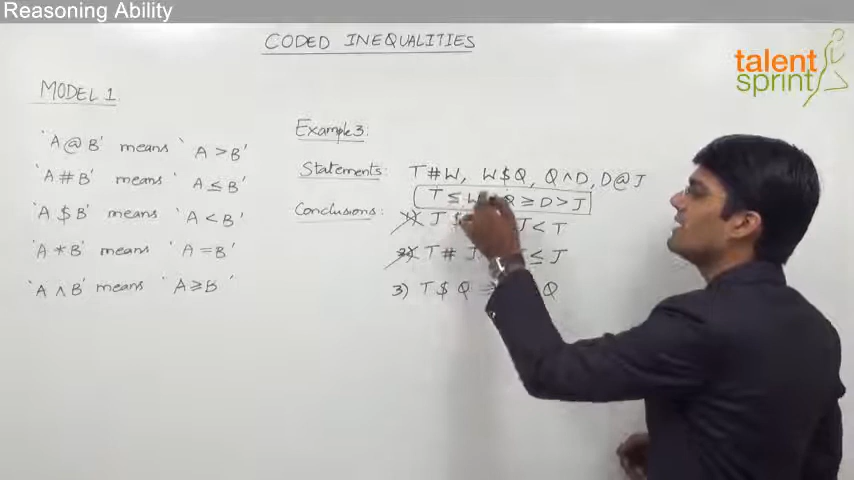 Reasoning Ability
CODED INEQUALITIES
talent
sprint
MODEL 1
'A @ B' means 'A > B'
'A # B' means 'A ≤ B'
'A $ B' means 'A < B'
'A * B' means 'A = B'
'A ∧ B' means 'A ≥ B'
Example 3:
Statements: T # W, W $ Q, Q ∧ D, D @ J
T ≤ W Q ≥ D > J
Conclusions: 1) J $ J < T
2) T # J ≤ J
3) T $ Q ⇒ Q